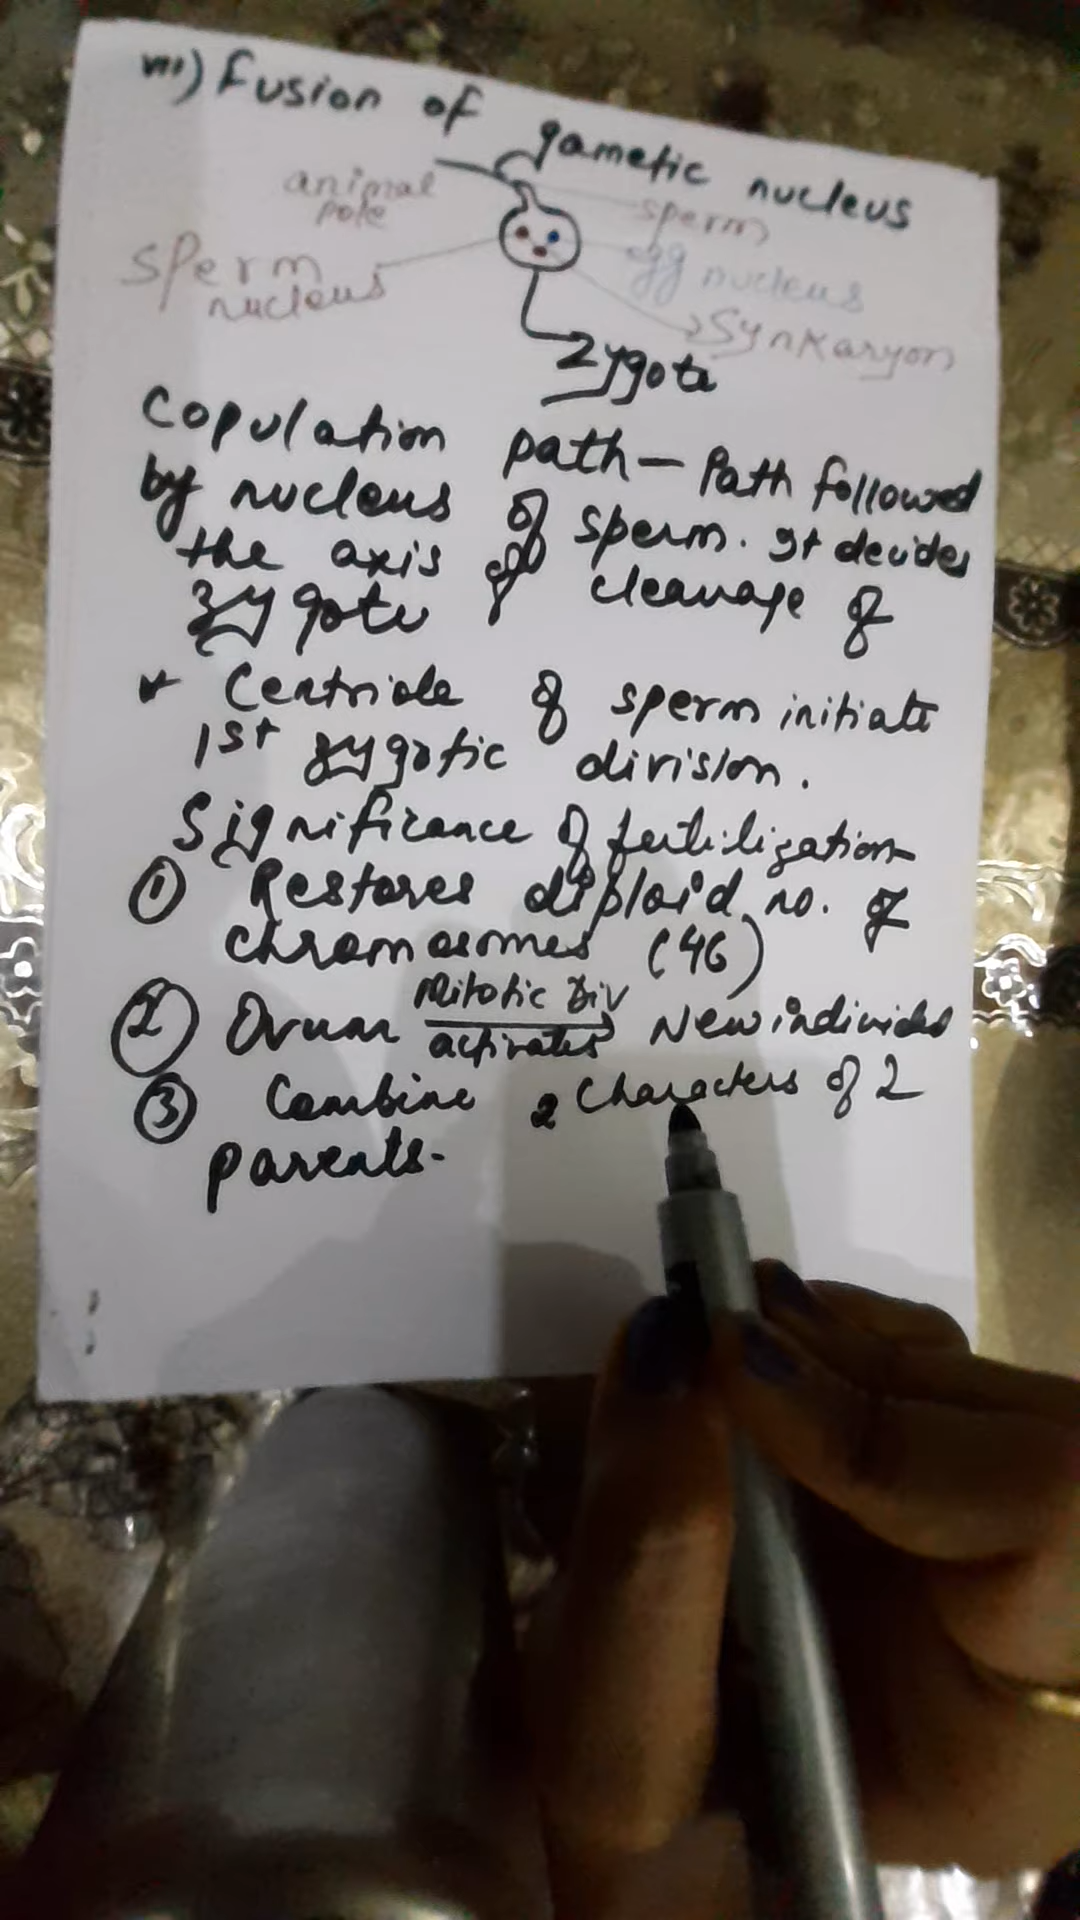 vii) Fusion of gametic nucleus
animal
pole
sperm
sperm
nucleus
egg nucleus
Synkaryon
Zygote
Copulation path - Path followed
by nucleus of sperm. It decides
the axis of cleavage of
zygote
* Centriole of sperm initiate
1st zygotic division.
Significance of fertilization-
① Restores diploid no. of
chromosomes (46)
② Ovum Mitotic Div
activates New individual
③ Combine 2 Characters of 2
parents.